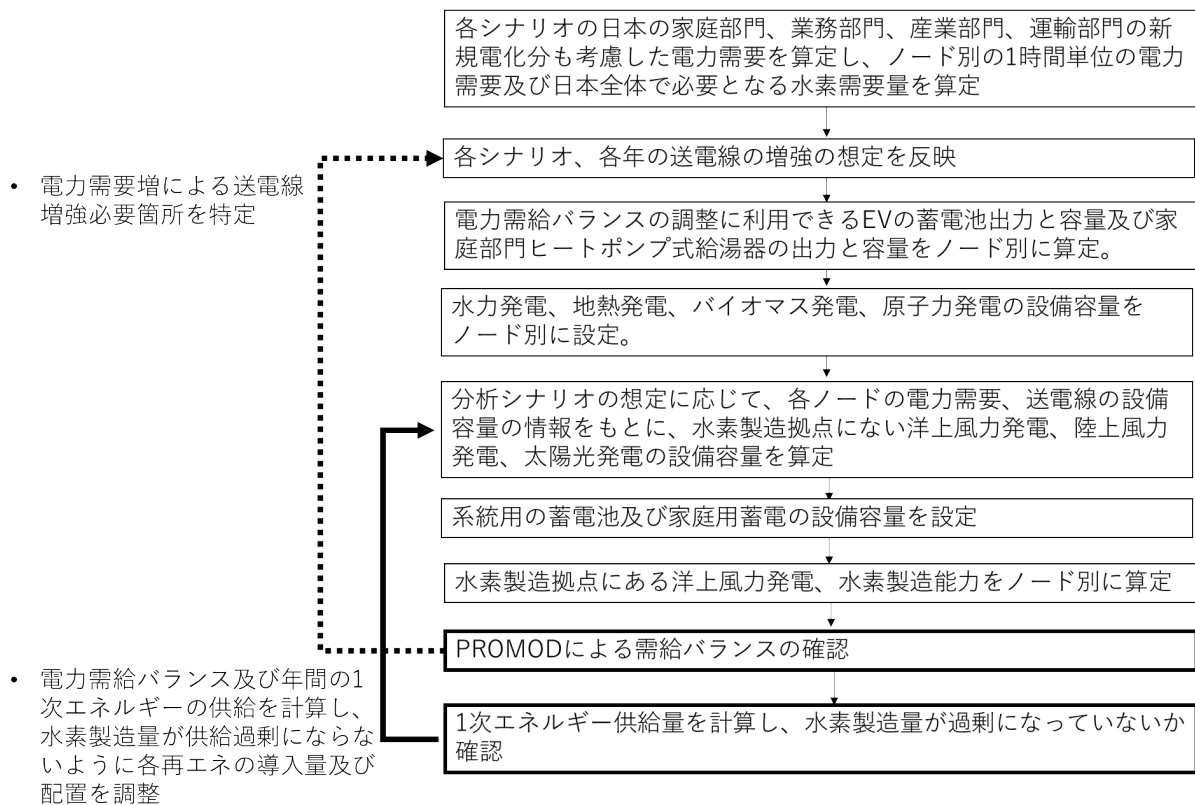 各シナリオの日本の家庭部門、業務部門、産業部門、運輸部門の新
規電化分も考慮した電力需要を算定し、ノード別の1時間単位の電力
需要及び日本全体で必要となる水素需要量を算定
各シナリオ、各年の送電線の増強の想定を反映
• 電力需要増による送電線
増強必要箇所を特定
電力需給バランスの調整に利用できるEVの蓄電池出力と容量及び家
庭部門ヒートポンプ式給湯器の出力と容量をノード別に算定。
水力発電、地熱発電、バイオマス発電、原子力発電の設備容量を
ノード別に設定。
分析シナリオの想定に応じて、各ノードの電力需要、送電線の設備
容量の情報をもとに、水素製造拠点にない洋上風力発電、陸上風力
発電、太陽光発電の設備容量を算定
系統用の蓄電池及び家庭用蓄電の設備容量を設定
水素製造拠点にある洋上風力発電、水素製造能力をノード別に算定
PROMODによる需給バランスの確認
• 電力需給バランス及び年間の1
次エネルギーの供給を計算し、
水素製造量が供給過剰にならな
いように各再エネの導入量及び
配置を調整
1次エネルギー供給量を計算し、水素製造量が過剰になっていないか
確認